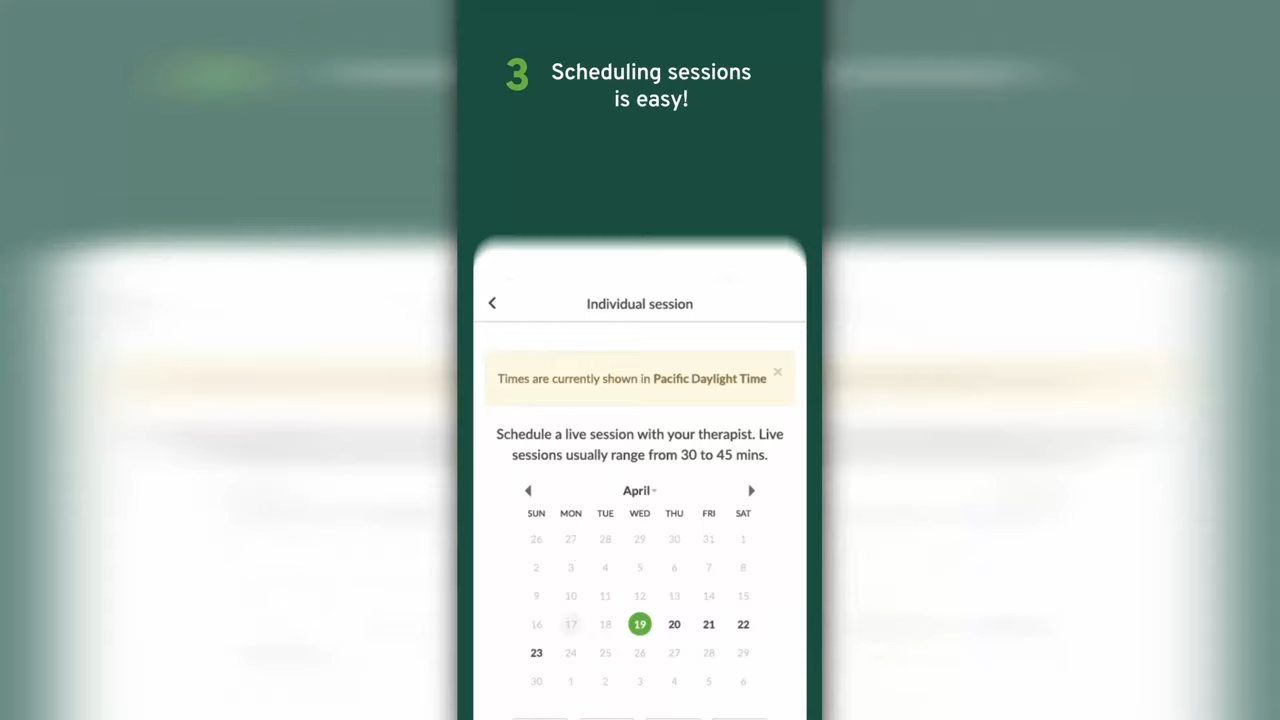 3 Scheduling sessions
is easy!
Individual session
Times are currently shown in Pacific Daylight Time ×
Schedule a live session with your therapist. Live
sessions usually range from 30 to 45 mins.
April
SUN MON TUE WED THU FRI SAT
26 27 28 29 30 31 1
2 3 4 5 6 7 8
9 10 11 12 13 14 15
16 17 18 19 20 21 22
23 24 25 26 27 28 29
30 1 2 3 4 5 6